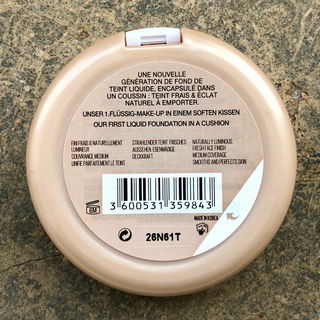 UNE NOUVELLE
GÉNÉRATION DE FOND DE
TEINT LIQUIDE, ENCAPSULÉ DANS
UN COUSSIN : TEINT FRAIS & ÉCLAT
NATUREL À EMPORTER.
UNSER 1.FLÜSSIG-MAKE-UP IN EINEM SOFTEN KISSEN
OUR FIRST LIQUID FOUNDATION IN A CUSHION
FINI FRAIS & NATURELLEMENT
LUMINEUX
COUVRANCE MEDIUM
UNIFIE PARFAITEMENT LE TEINT
STRAHLENDER TEINT, FRISCHES
AUSSEHEN, EBENMÄßIGE
DECKKRAFT
NATURALLY LUMINOUS,
FRESH FACE FINISH
MEDIUM COVERAGE
SMOOTHS AND PERFECTS SKIN
6M
3 600531 359843
MADE IN KOREA
26N61T